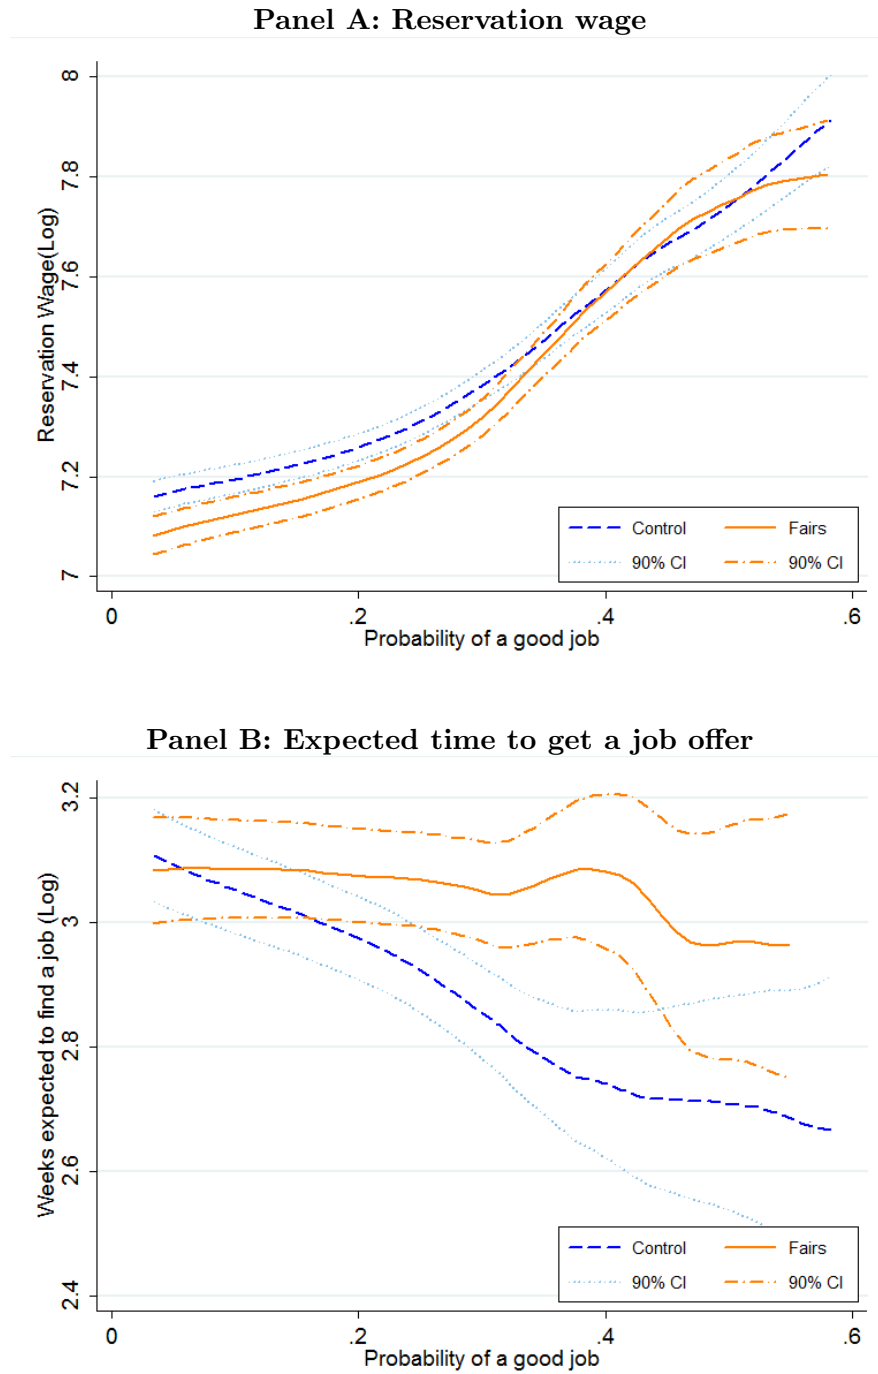 Panel A: Reservation wage
Reservation Wage(Log)
8
7.8
7.6
7.4
7.2
7
0 .2 .4 .6
Probability of a good job
Control Fairs
90% CI 90% CI
Panel B: Expected time to get a job offer
Weeks expected to find a job (Log)
3.2
3
2.8
2.6
2.4
0 .2 .4 .6
Probability of a good job
Control Fairs
90% CI 90% CI